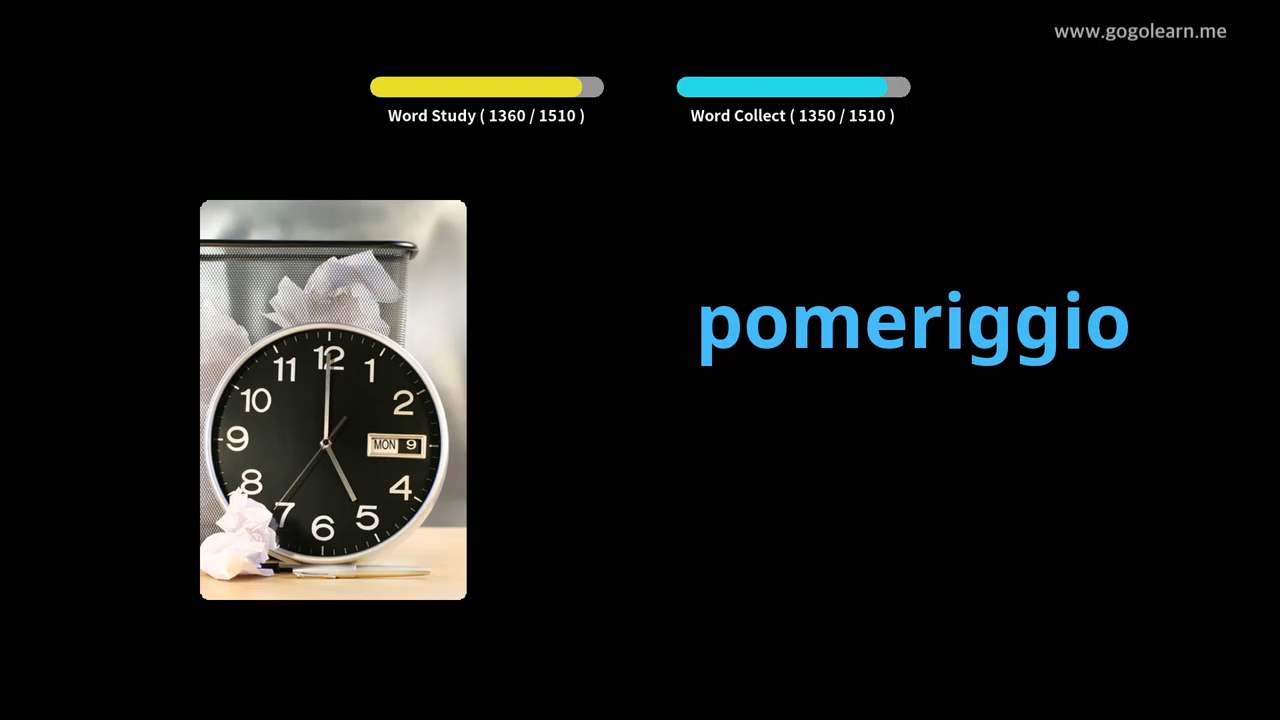 www.gogolearn.me
Word Study ( 1360 / 1510 )
Word Collect ( 1350 / 1510 )
pomeriggio
12
11
1
10
2
9
MON 9
8
4
7
5
6